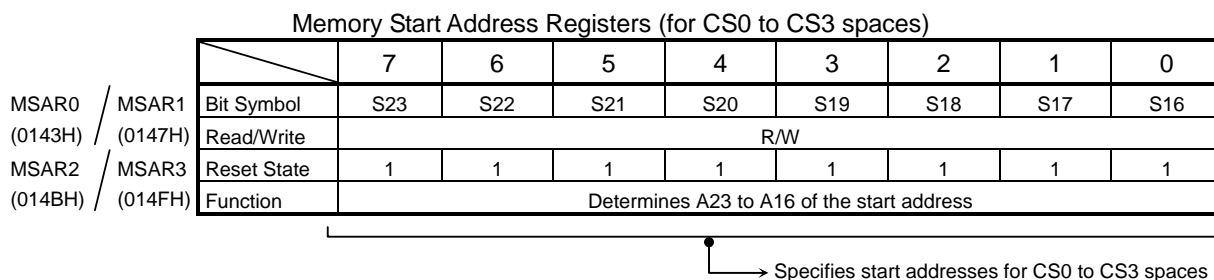 Memory Start Address Registers (for CS0 to CS3 spaces)
7 6 5 4 3 2 1 0
MSAR0 / MSAR1 Bit Symbol S23 S22 S21 S20 S19 S18 S17 S16
(0143H) (0147H) Read/Write R/W
MSAR2 / MSAR3 Reset State 1 1 1 1 1 1 1 1
(014BH) (014FH) Function Determines A23 to A16 of the start address
Specifies start addresses for CS0 to CS3 spaces